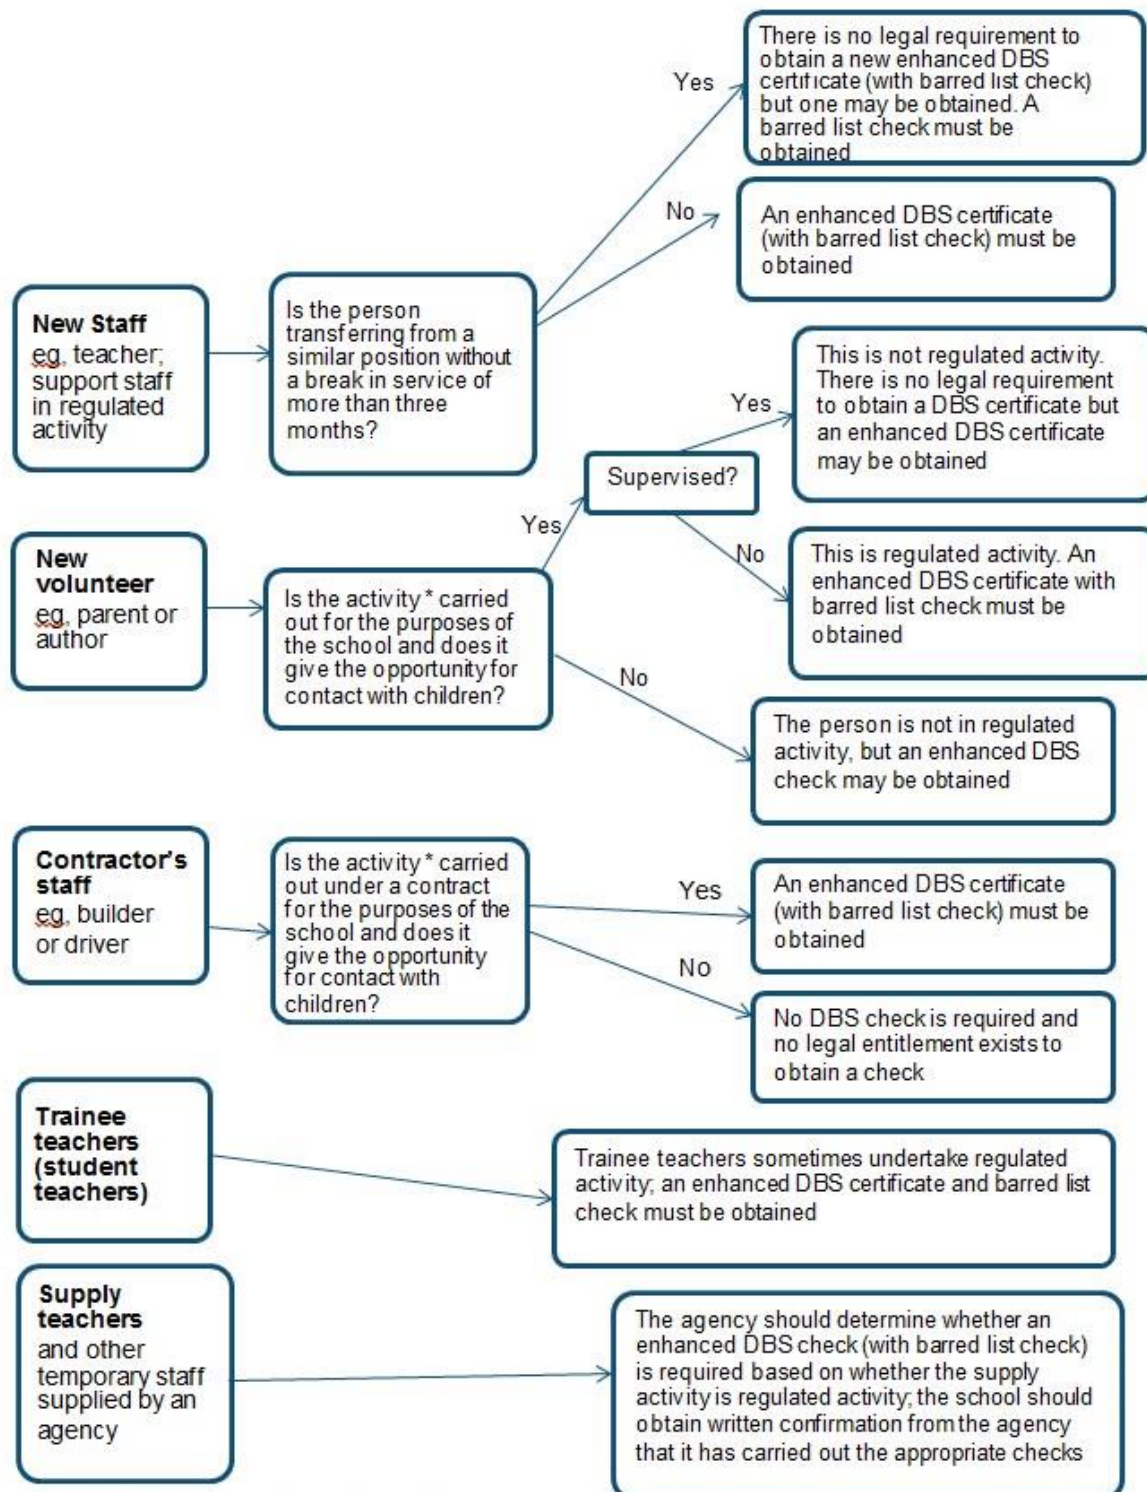 There is no legal requirement to
obtain a new enhanced DBS
certificate (with barred list check)
but one may be obtained. A
barred list check must be
obtained
Yes
No
An enhanced DBS certificate
(with barred list check) must be
obtained
New Staff
eg, teacher;
support staff
in regulated
activity
Is the person
transferring from a
similar position without
a break in service of
more than three
months?
This is not regulated activity.
There is no legal requirement
to obtain a DBS certificate but
an enhanced DBS certificate
may be obtained
Yes
Supervised?
Yes
No
This is regulated activity. An
enhanced DBS certificate with
barred list check must be
obtained
New
volunteer
eg, parent or
author
Is the activity * carried
out for the purposes of
the school and does it
give the opportunity for
contact with children?
No
The person is not in regulated
activity, but an enhanced DBS
check may be obtained
Contractor's
staff
eg, builder
or driver
Is the activity * carried
out under a contract
for the purposes of the
school and does it
give the opportunity
for contact with
children?
Yes
An enhanced DBS certificate
(with barred list check) must be
obtained
No
No DBS check is required and
no legal entitlement exists to
obtain a check
Trainee
teachers
(student
teachers)
Trainee teachers sometimes undertake regulated
activity; an enhanced DBS certificate and barred list
check must be obtained
Supply
teachers
and other
temporary staff
supplied by an
agency
The agency should determine whether an
enhanced DBS check (with barred list check)
is required based on whether the supply
activity is regulated activity; the school should
obtain written confirmation from the agency
that it has carried out the appropriate checks